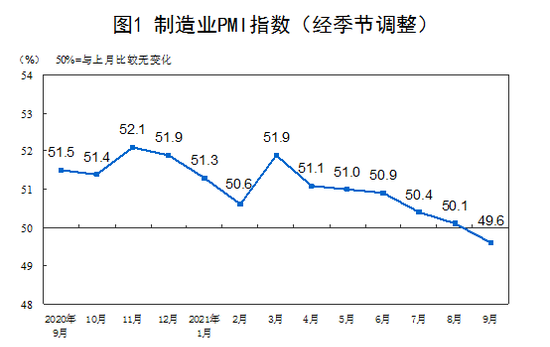 图1 制造业PMI指数（经季节调整）
（%） 50%=与上月比较无变化
54
53
52
51
50
49
48
51.5
51.4
52.1
51.9
51.3
50.6
51.9
51.1
51.0
50.9
50.4
50.1
49.6
2020年
9月
10月
11月
12月
2021年
1月
2月
3月
4月
5月
6月
7月
8月
9月